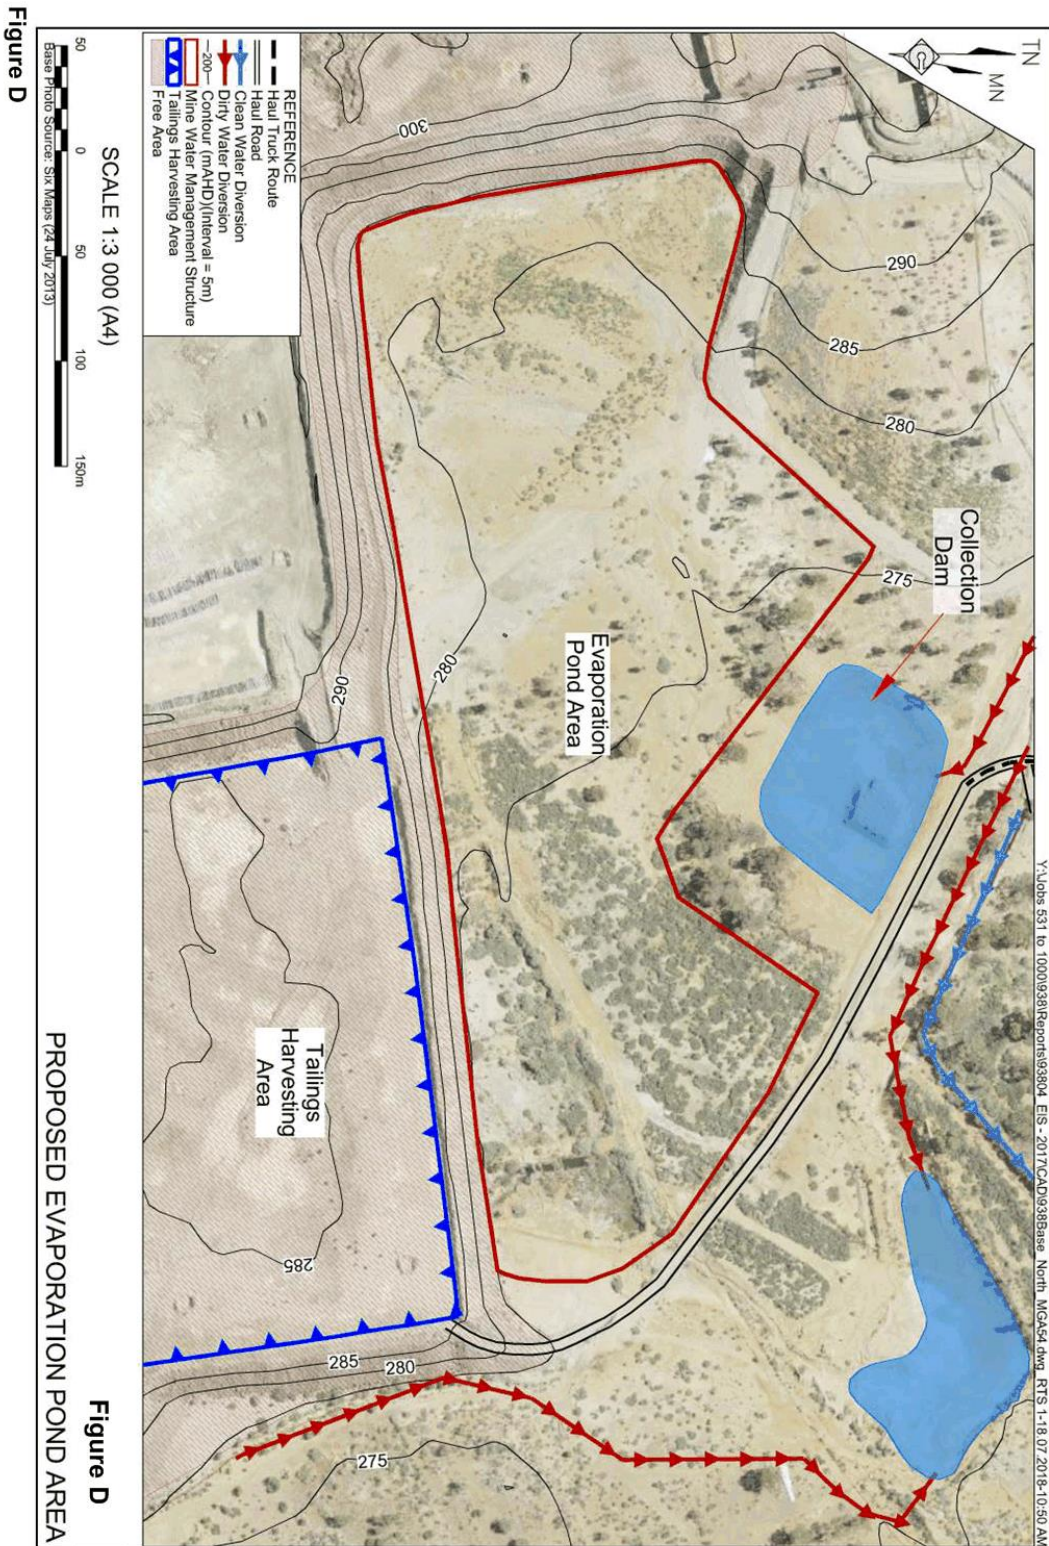 Figure D
Y:\Jobs 531 to 1000\938\Reports\93804_EIS - 2017\CAD\938Base_North_MGA54.dwg_RTS 1-18.07.2018-10:50 AM
TN
MN
REFERENCE
Haul Truck Route
Haul Road
Clean Water Diversion
Dirty Water Diversion
200
Contour (mAHD)(Interval = 5m)
Mine Water Management Structure
Tailings Harvesting Area
Free Area
300
290
285
280
275
Collection
Dam
Evaporation
Pond Area
280
290
Tailings
Harvesting
Area
285
285
280
275
SCALE 1:3 000 (A4)
50
0
50
100
150m
Base Photo Source: Six Maps (24 July 2013)
Figure D
PROPOSED EVAPORATION POND AREA